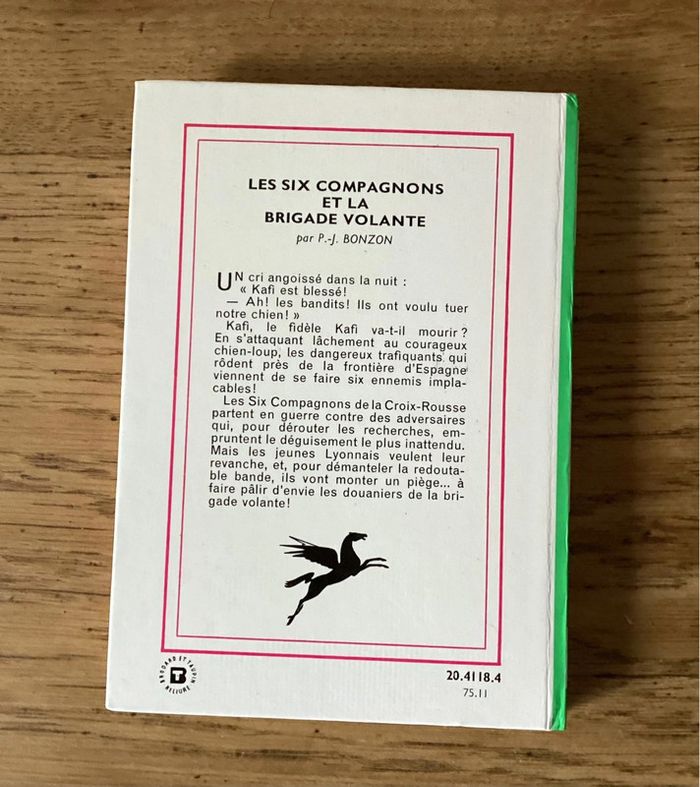 LES SIX COMPAGNONS
ET LA
BRIGADE VOLANTE
par P.-J. BONZON
UN cri angoissé dans la nuit :
« Kafi est blessé!
— Ah! les bandits! Ils ont voulu tuer
notre chien! »
Kafi, le fidèle Kafi va-t-il mourir?
En s'attaquant lâchement au courageux
chien-loup, les dangereux trafiquants qui
rôdent près de la frontière d'Espagne
viennent de se faire six ennemis impla-
cables!
Les Six Compagnons de la Croix-Rousse
partent en guerre contre des adversaires
qui, pour dérouter les recherches, em-
pruntent le déguisement le plus inattendu.
Mais les jeunes Lyonnais veulent leur
revanche, et, pour démanteler la redouta-
ble bande, ils vont monter un piège... à
faire pâlir d'envie les douaniers de la bri-
gade volante!
BRODARD ET TAUPIN
BT
RELIURE
20.4118.4
75.11